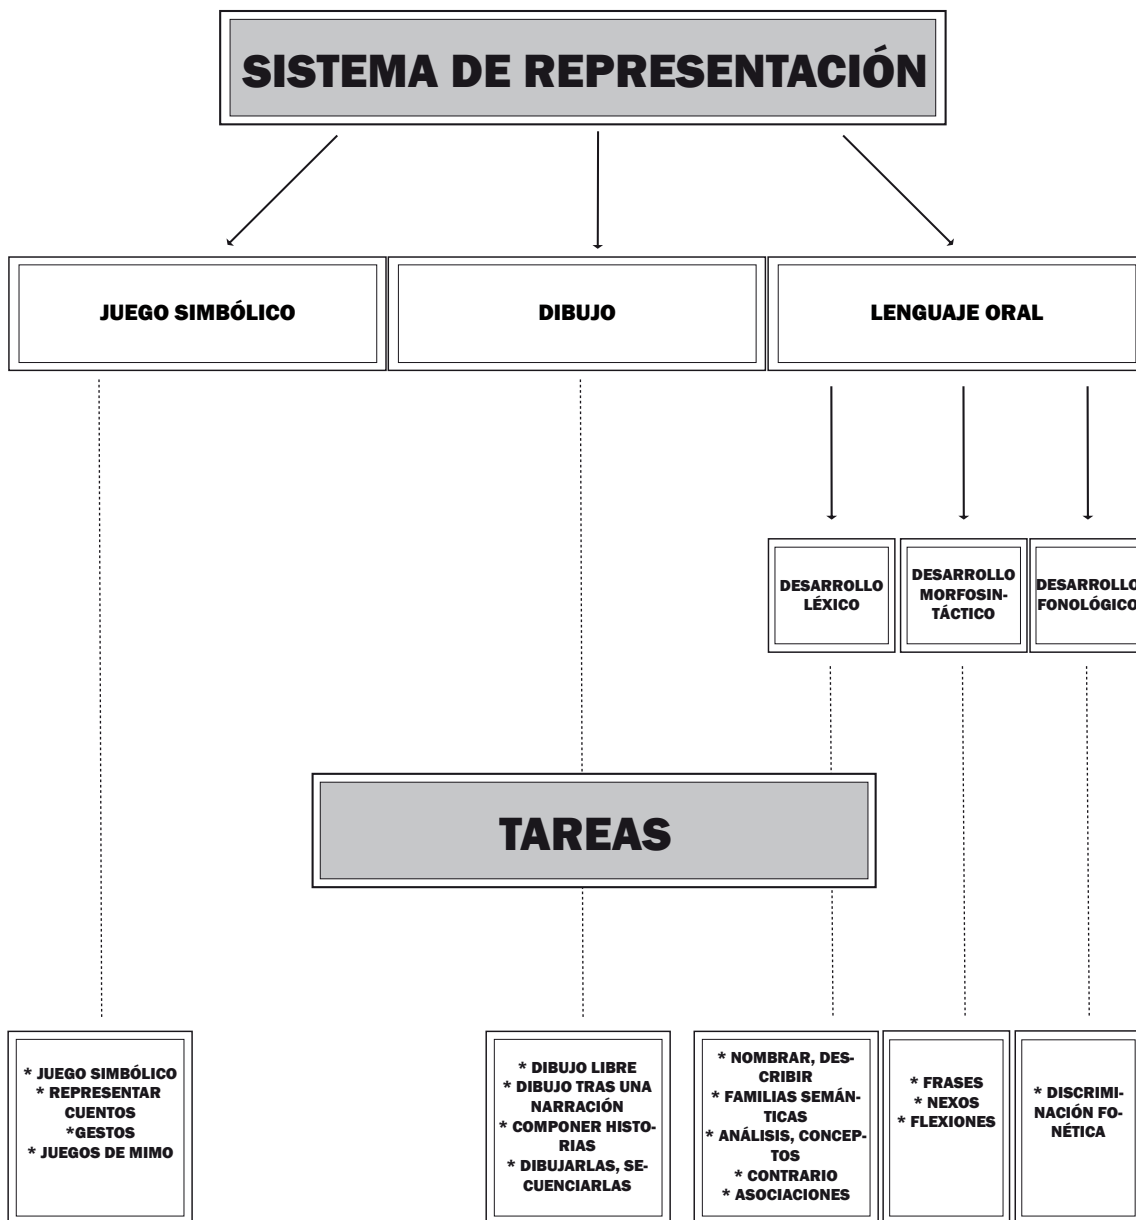 SISTEMA DE REPRESENTACIÓN
JUEGO SIMBÓLICO
DIBUJO
LENGUAJE ORAL
DESARROLLO
LÉXICO
DESARROLLO
MORFOSIN-
TÁCTICO
DESARROLLO
FONOLÓGICO
TAREAS
* JUEGO SIMBÓLICO
* REPRESENTAR
CUENTOS
*GESTOS
* JUEGOS DE MIMO
* DIBUJO LIBRE
* DIBUJO TRAS UNA
NARRACIÓN
* COMPONER HISTO-
RIAS
* DIBUJARLAS, SE-
CUENCIARLAS
* NOMBRAR, DES-
CRIBIR
* FAMILIAS SEMÁN-
TICAS
* ANÁLISIS, CONCEP-
TOS
* CONTRARIO
* ASOCIACIONES
* FRASES
* NEXOS
* FLEXIONES
* DISCRIMI-
NACIÓN FO-
NÉTICA